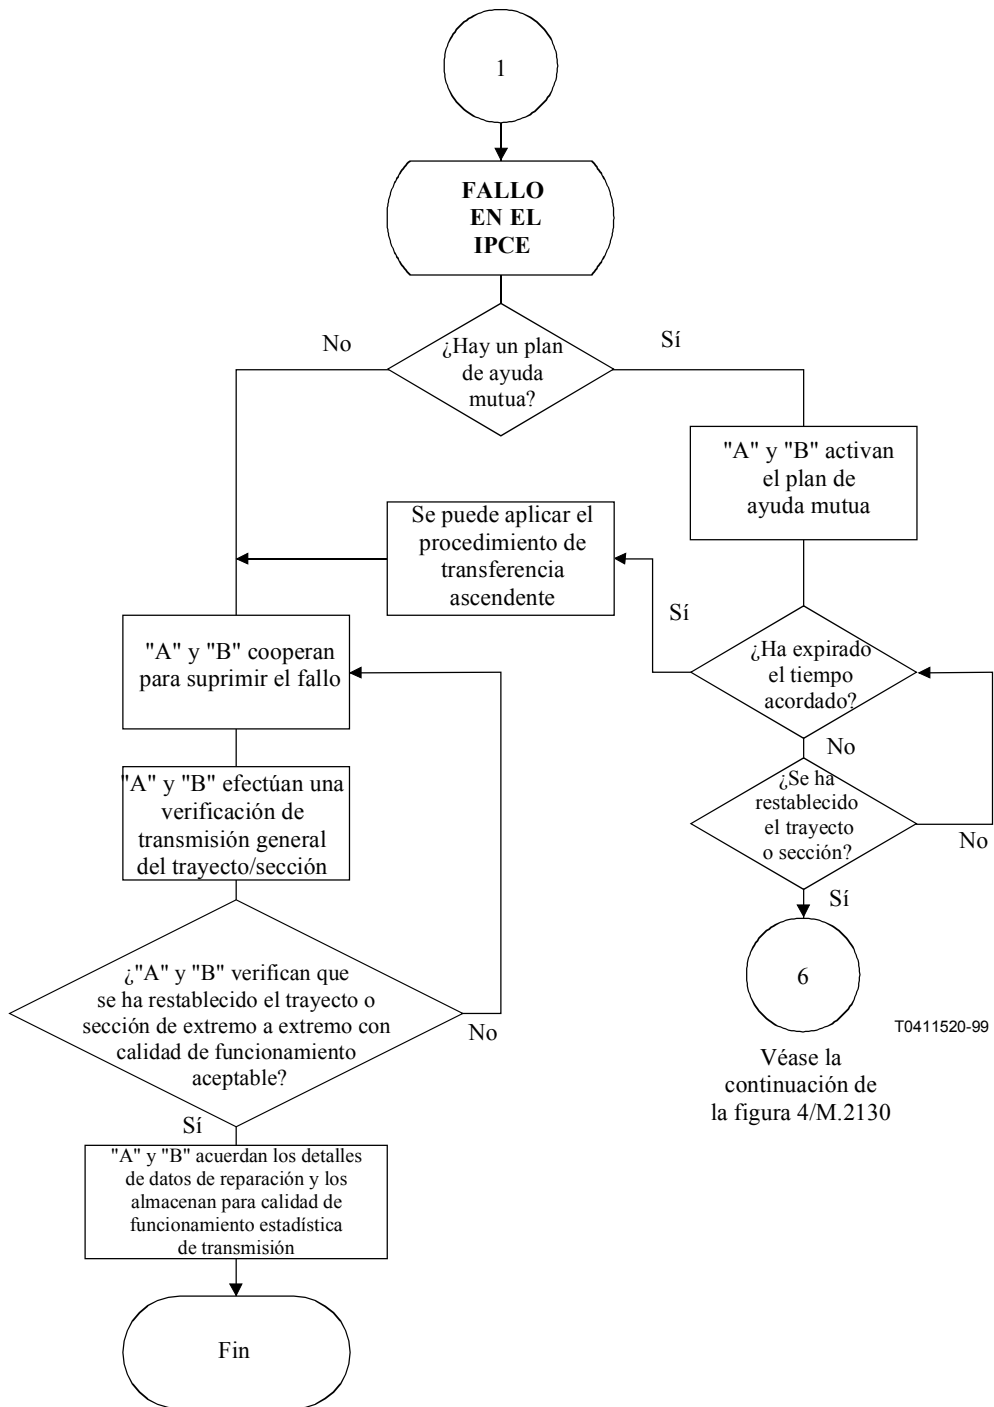 1
FALLO
EN EL
IPCE
No
¿Hay un plan
de ayuda
mutua?
Sí
"A" y "B" activan
el plan de
ayuda mutua
Se puede aplicar el
procedimiento de
transferencia
ascendente
Sí
¿Ha expirado
el tiempo
acordado?
No
¿Se ha
restablecido
el trayecto
o sección?
No
Sí
6
T0411520-99
Véase la
continuación de
la figura 4/M.2130
"A" y "B" cooperan
para suprimir el fallo
"A" y "B" efectúan una
verificación de
transmisión general
del trayecto/sección
¿"A" y "B" verifican que
se ha restablecido el trayecto o
sección de extremo a extremo con
calidad de funcionamiento
aceptable?
No
Sí
"A" y "B" acuerdan los detalles
de datos de reparación y los
almacenan para calidad de
funcionamiento estadística
de transmisión
Fin